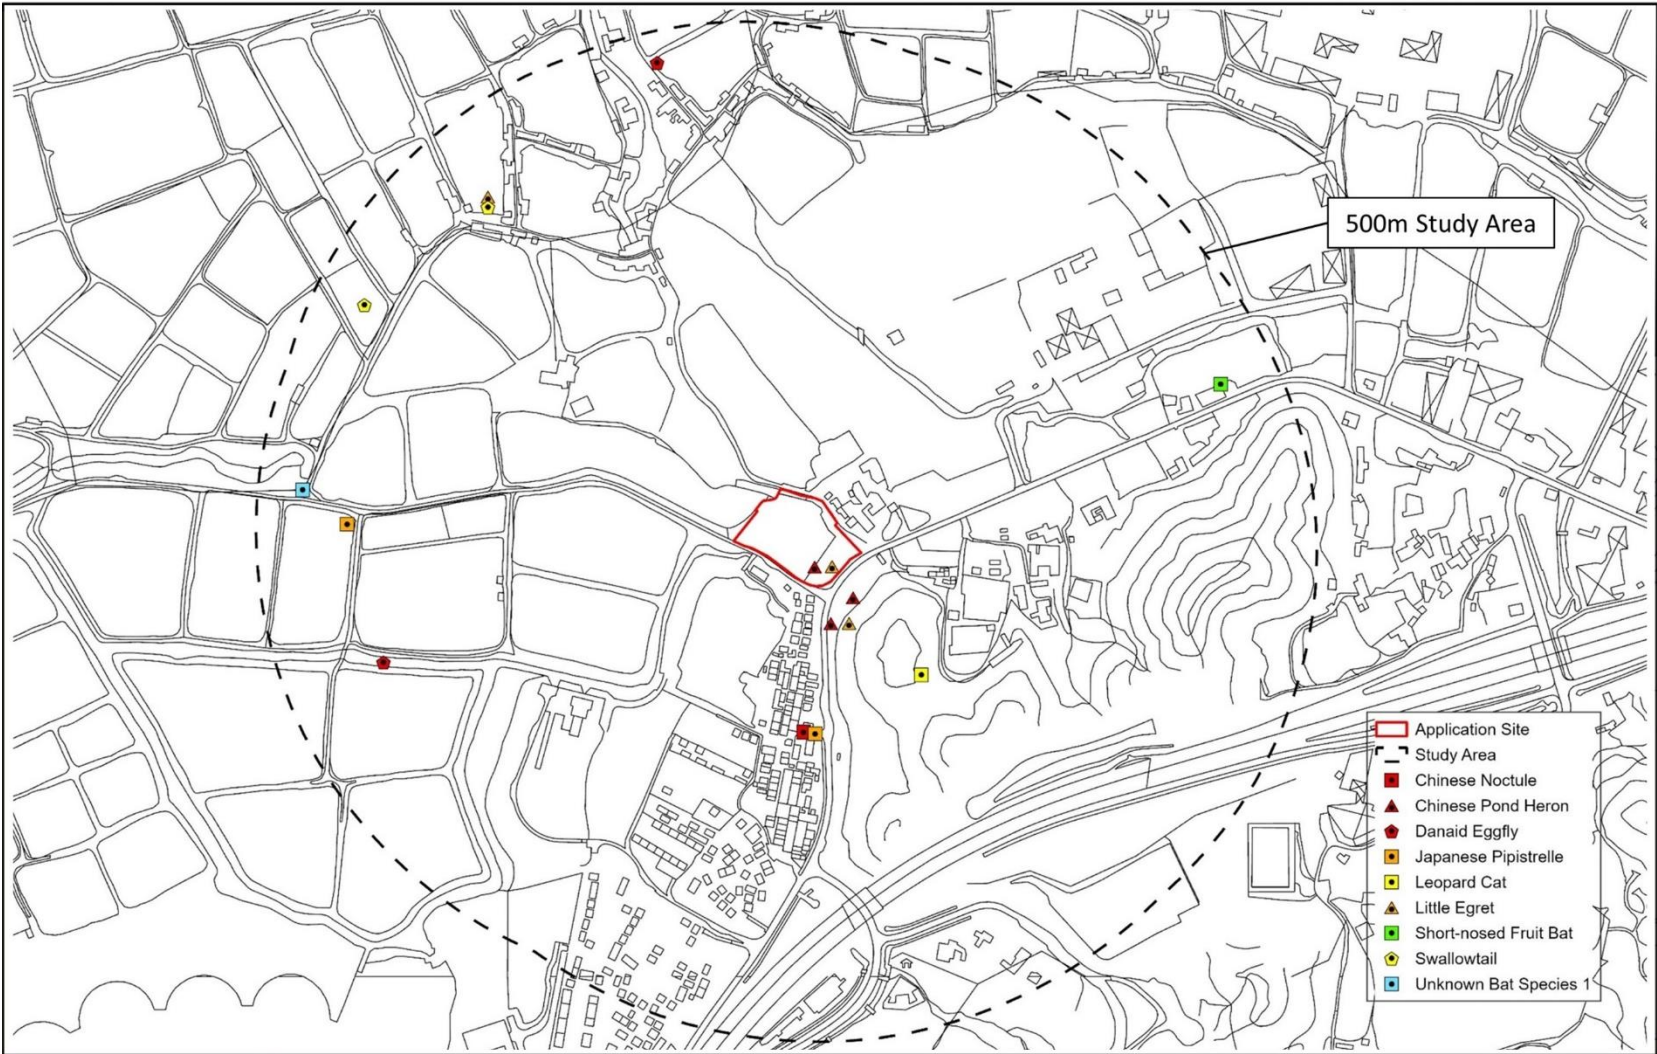 500m Study Area
Application Site
Study Area
Chinese Noctule
Chinese Pond Heron
Danaid Eggfly
Japanese Pipistrelle
Leopard Cat
Little Egret
Short-nosed Fruit Bat
Swallowtail
Unknown Bat Species 1